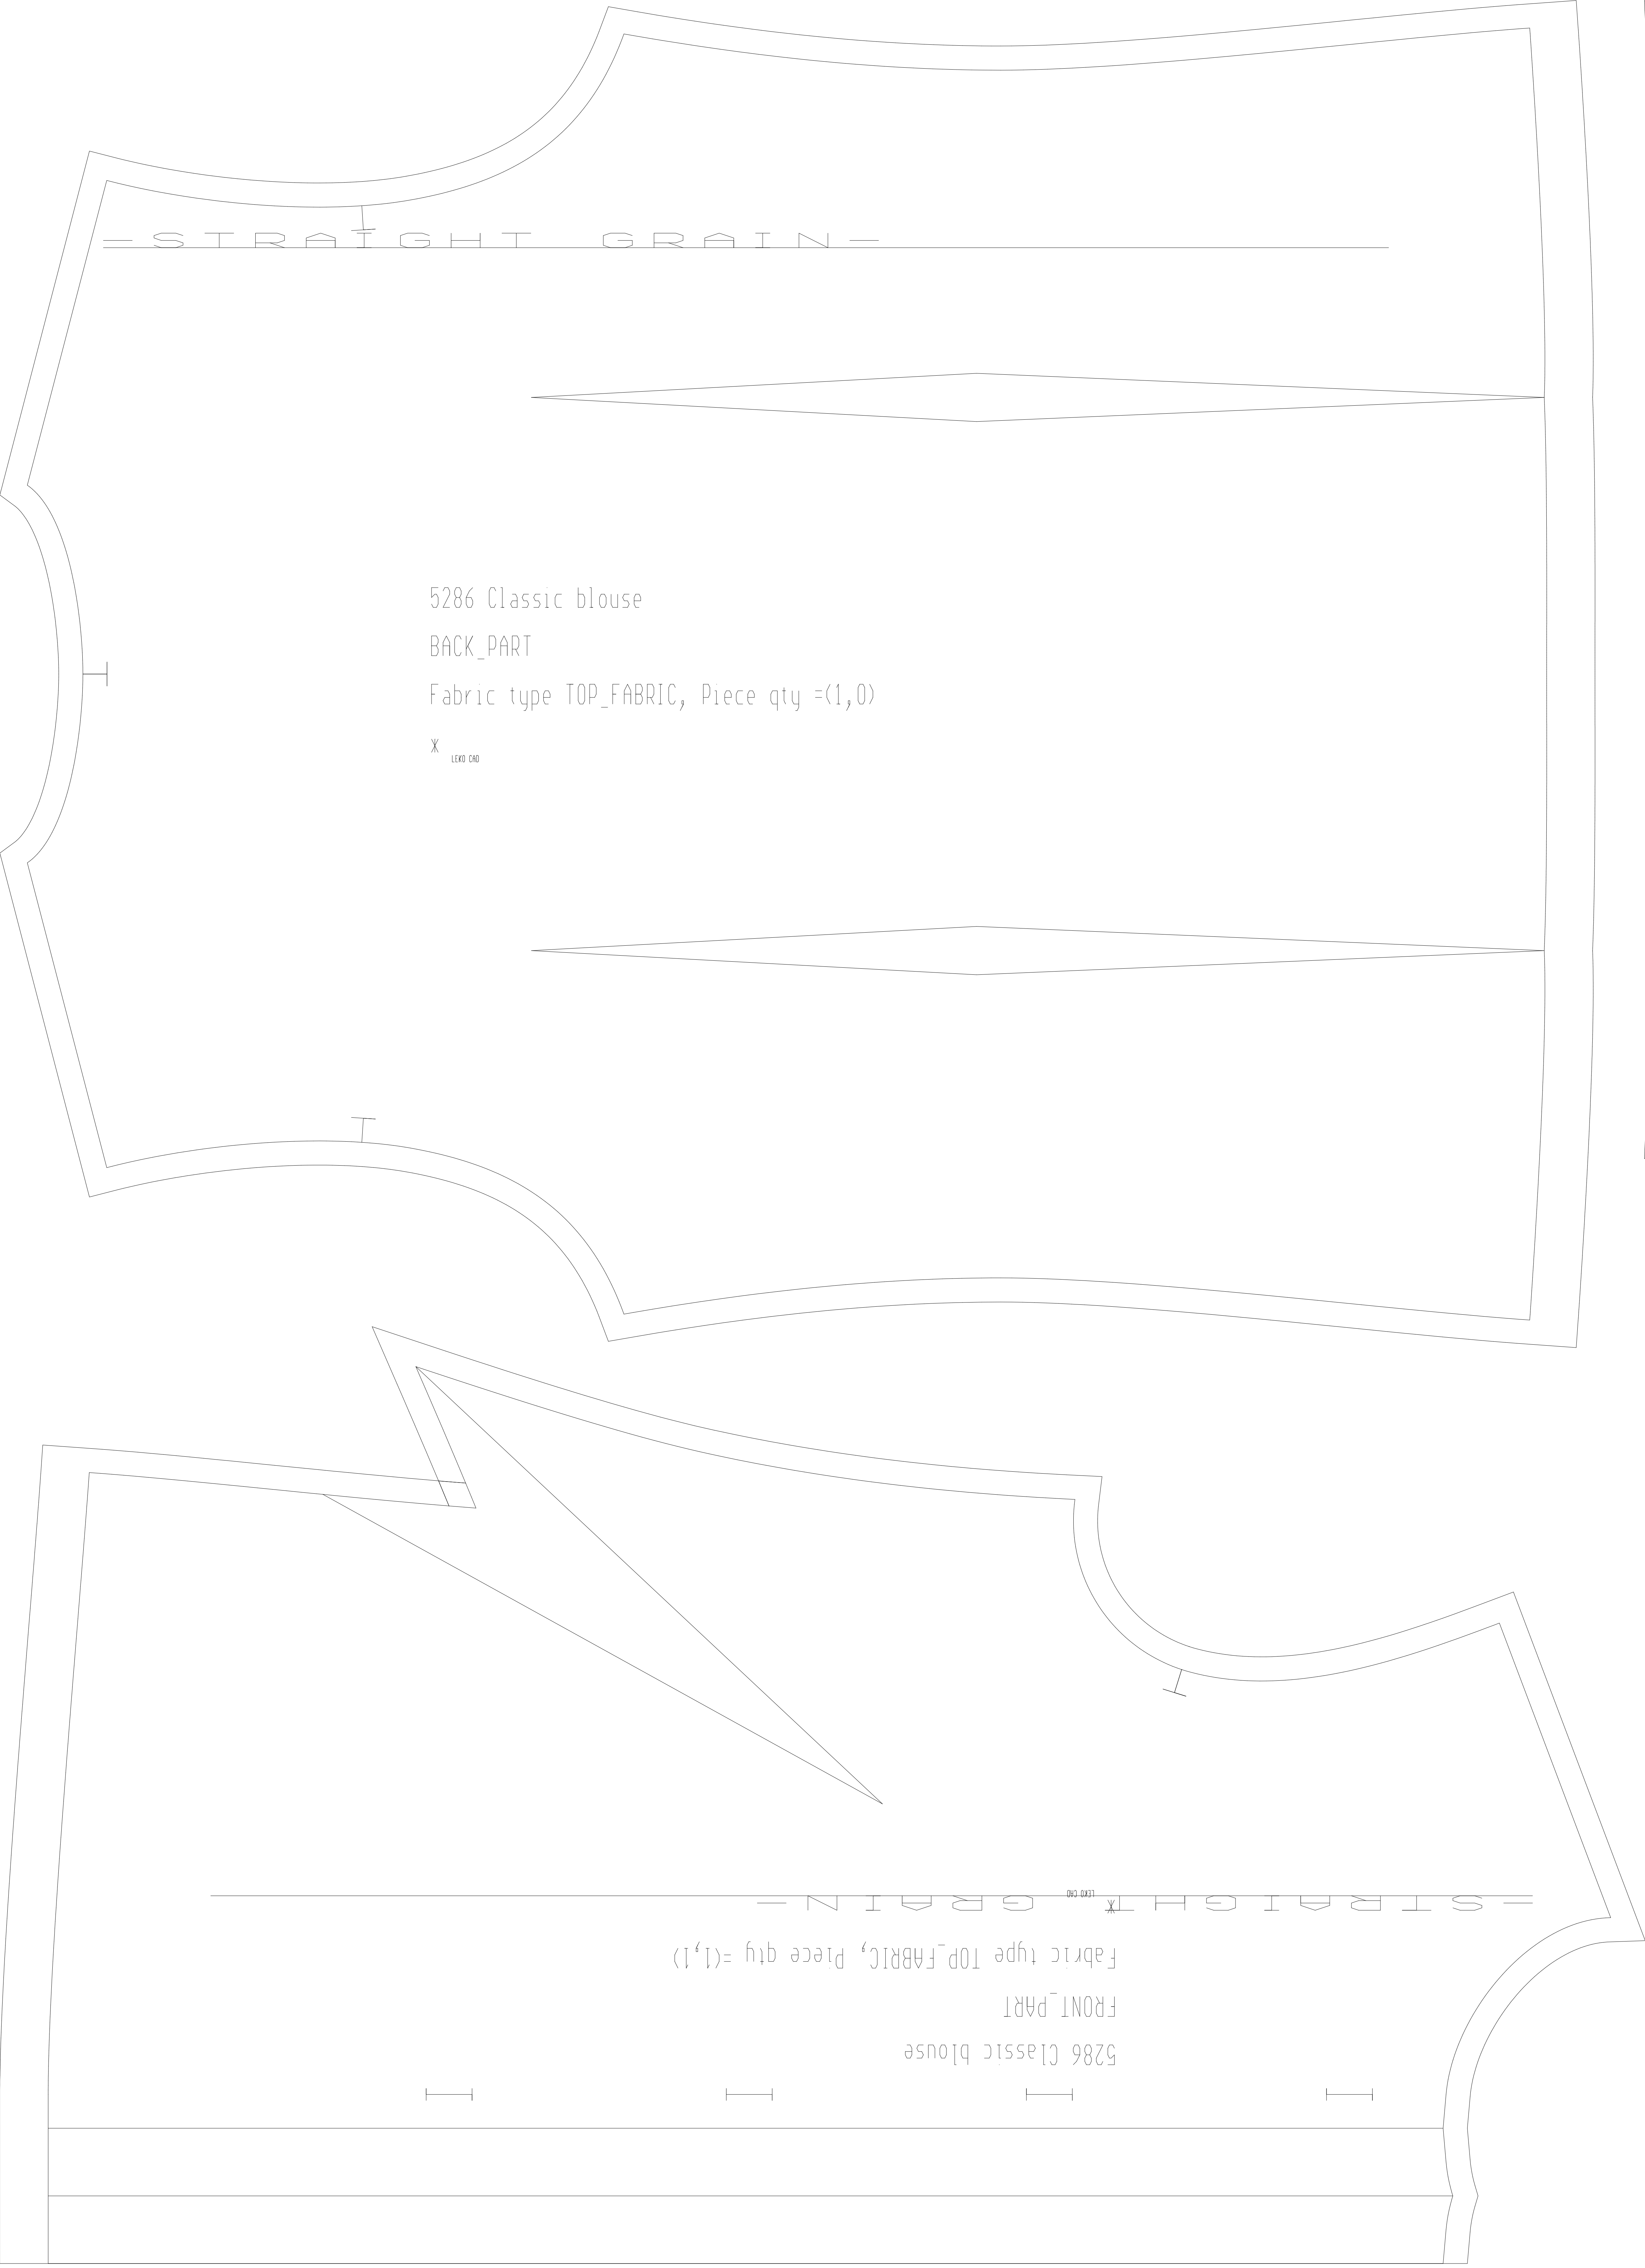 -STRAIGHT GRAIN-
5286 Classic blouse
BACK_PART
Fabric type TOP_FABRIC, Piece qty =(1,0)
LEKO CAD
5286 Classic blouse
FRONT_PART
Fabric type TOP_FABRIC, Piece qty =(1,1)
LEKO CAD
-STRAIGHT GRAIN-